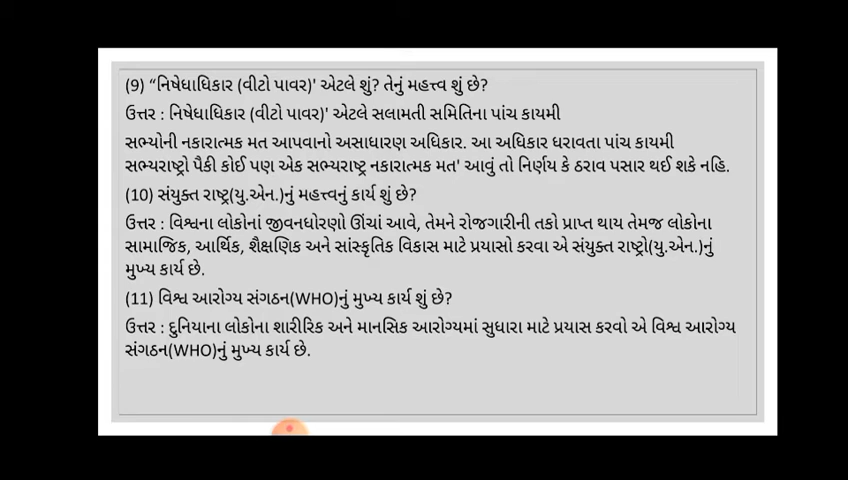 (9) “નિષેધાધિકાર (વીટો પાવર)' એટલે શું? તેનું મહત્ત્વ શું છે?
ઉત્તર : નિષેધાધિકાર (વીટો પાવર)' એટલે સલામતી સમિતિના પાંચ કાયમી
સભ્યોની નકારાત્મક મત આપવાનો અસાધારણ અધિકાર. આ અધિકાર ધરાવતા પાંચ કાયમી
સભ્યરાષ્ટ્રો પૈકી કોઈ પણ એક સભ્યરાષ્ટ્ર નકારાત્મક મત' આવું તો નિર્ણય કે ઠરાવ પસાર થઈ શકે નહિ.
(10) સંયુક્ત રાષ્ટ્ર(યુ.એન.)નું મહત્ત્વનું કાર્ય શું છે?
ઉત્તર : વિશ્વના લોકોનાં જીવનધોરણો ઊંચાં આવે, તેમને રોજગારીની તકો પ્રાપ્ત થાય તેમજ લોકોના
સામાજિક, આર્થિક, શૈક્ષણિક અને સાંસ્કૃતિક વિકાસ માટે પ્રયાસો કરવા એ સંયુક્ત રાષ્ટ્રો(યુ.એન.)નું
મુખ્ય કાર્ય છે.
(11) વિશ્વ આરોગ્ય સંગઠન(WHO)નું મુખ્ય કાર્ય શું છે?
ઉત્તર : દુનિયાના લોકોના શારીરિક અને માનસિક આરોગ્યમાં સુધારા માટે પ્રયાસ કરવો એ વિશ્વ આરોગ્ય
સંગઠન(WHO)નું મુખ્ય કાર્ય છે.